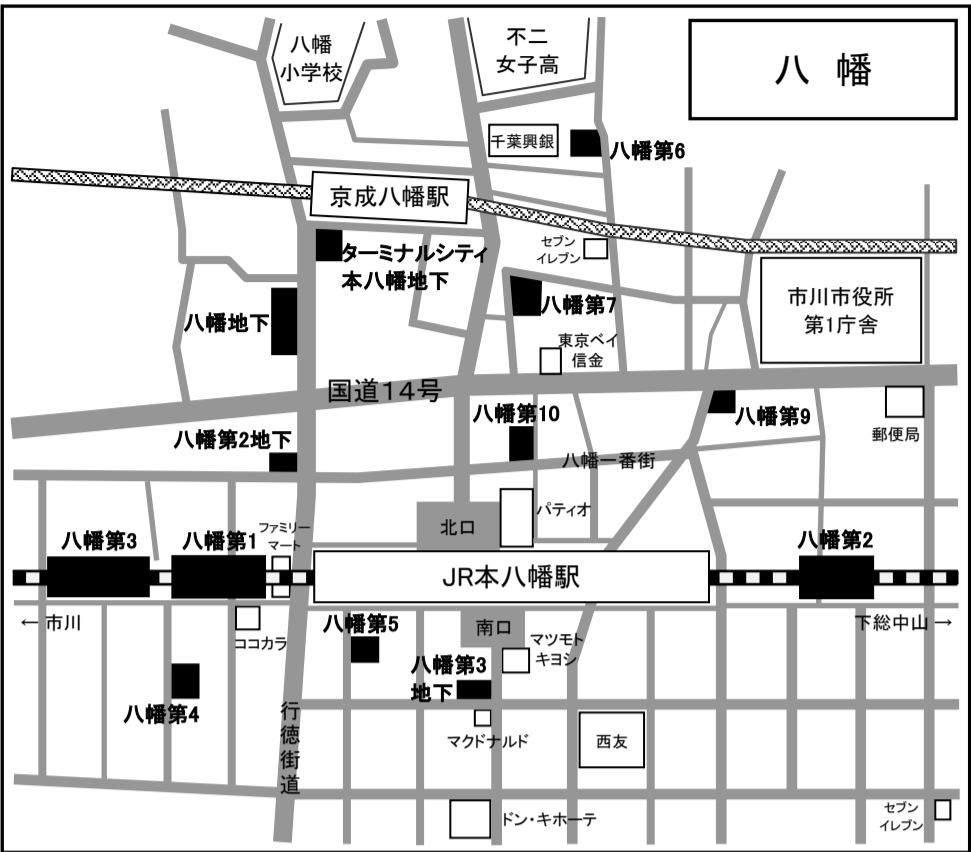 八幡
八幡
小学校
不二
女子高
千葉興銀
八幡第6
京成八幡駅
ターミナルシティ
本八幡地下
セブン
イレブン
八幡地下
八幡第7
市川市役所
第1庁舎
東京ベイ
信金
国道14号
八幡第10
八幡第9
郵便局
八幡第2地下
八幡一番街
パティオ
北口
ファミリー
マート
八幡第3
八幡第1
八幡第2
JR本八幡駅
←市川
ココカラ
八幡第5
南口
マツモト
キヨシ
下総中山→
八幡第3
地下
八幡第4
行徳街道
マクドナルド
西友
ドン・キホーテ
セブン
イレブン